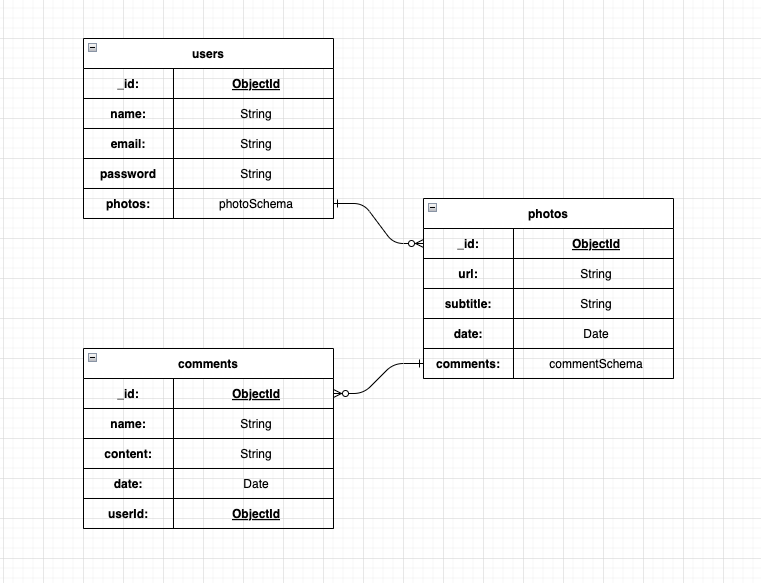 users
_id: ObjectId
name: String
email: String
password String
photos: photoSchema
photos
_id: ObjectId
url: String
subtitle: String
date: Date
comments: commentSchema
comments
_id: ObjectId
name: String
content: String
date: Date
userId: ObjectId